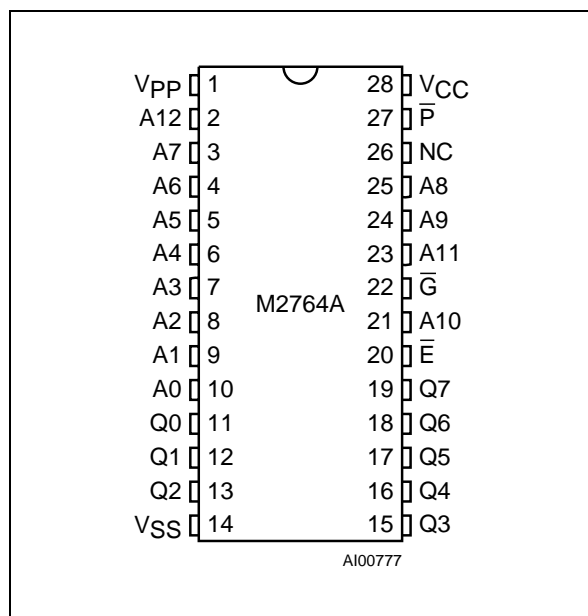 VPP 1 28 VCC
A12 2 27 P̅
A7 3 26 NC
A6 4 25 A8
A5 5 24 A9
A4 6 23 A11
A3 7 22 G̅
M2764A
A2 8 21 A10
A1 9 20 E̅
A0 10 19 Q7
Q0 11 18 Q6
Q1 12 17 Q5
Q2 13 16 Q4
VSS 14 15 Q3
AI00777